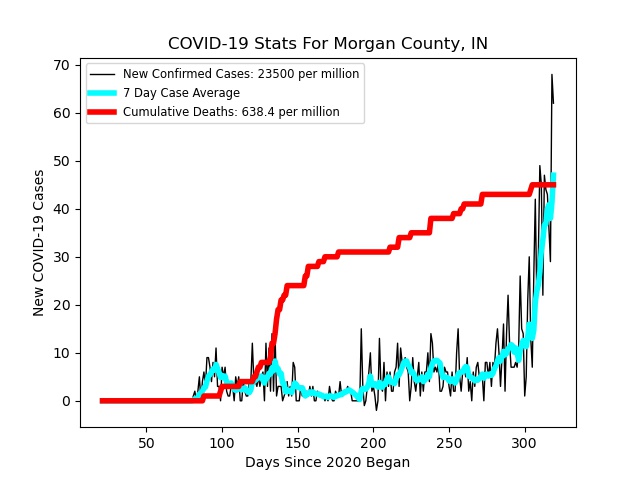 COVID-19 Stats For Morgan County, IN
New Confirmed Cases: 23500 per million
7 Day Case Average
Cumulative Deaths: 638.4 per million
New COVID-19 Cases
70
60
50
40
30
20
10
0
50 100 150 200 250 300
Days Since 2020 Began